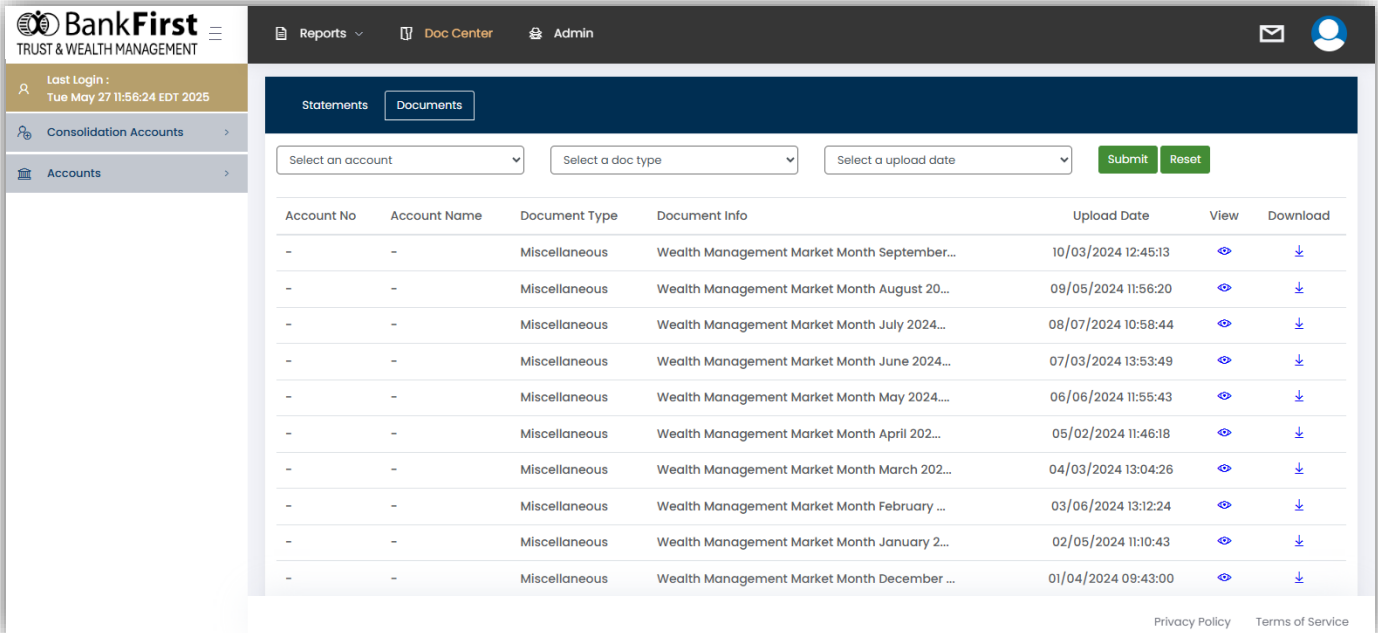 BankFirst
TRUST & WEALTH MANAGEMENT
Reports
Doc Center
Admin
Last Login :
Tue May 27 11:56:24 EDT 2025
Consolidation Accounts
Accounts
Statements
Documents
Select an account
Select a doc type
Select a upload date
Submit
Reset
Account No Account Name Document Type Document Info Upload Date View Download
- - Miscellaneous Wealth Management Market Month September... 10/03/2024 12:45:13
- - Miscellaneous Wealth Management Market Month August 20... 09/05/2024 11:56:20
- - Miscellaneous Wealth Management Market Month July 2024... 08/07/2024 10:58:44
- - Miscellaneous Wealth Management Market Month June 2024... 07/03/2024 13:53:49
- - Miscellaneous Wealth Management Market Month May 2024.... 06/06/2024 11:55:43
- - Miscellaneous Wealth Management Market Month April 202... 05/02/2024 11:46:18
- - Miscellaneous Wealth Management Market Month March 202... 04/03/2024 13:04:26
- - Miscellaneous Wealth Management Market Month February ... 03/06/2024 13:12:24
- - Miscellaneous Wealth Management Market Month January 2... 02/05/2024 11:10:43
- - Miscellaneous Wealth Management Market Month December ... 01/04/2024 09:43:00
Privacy Policy Terms of Service